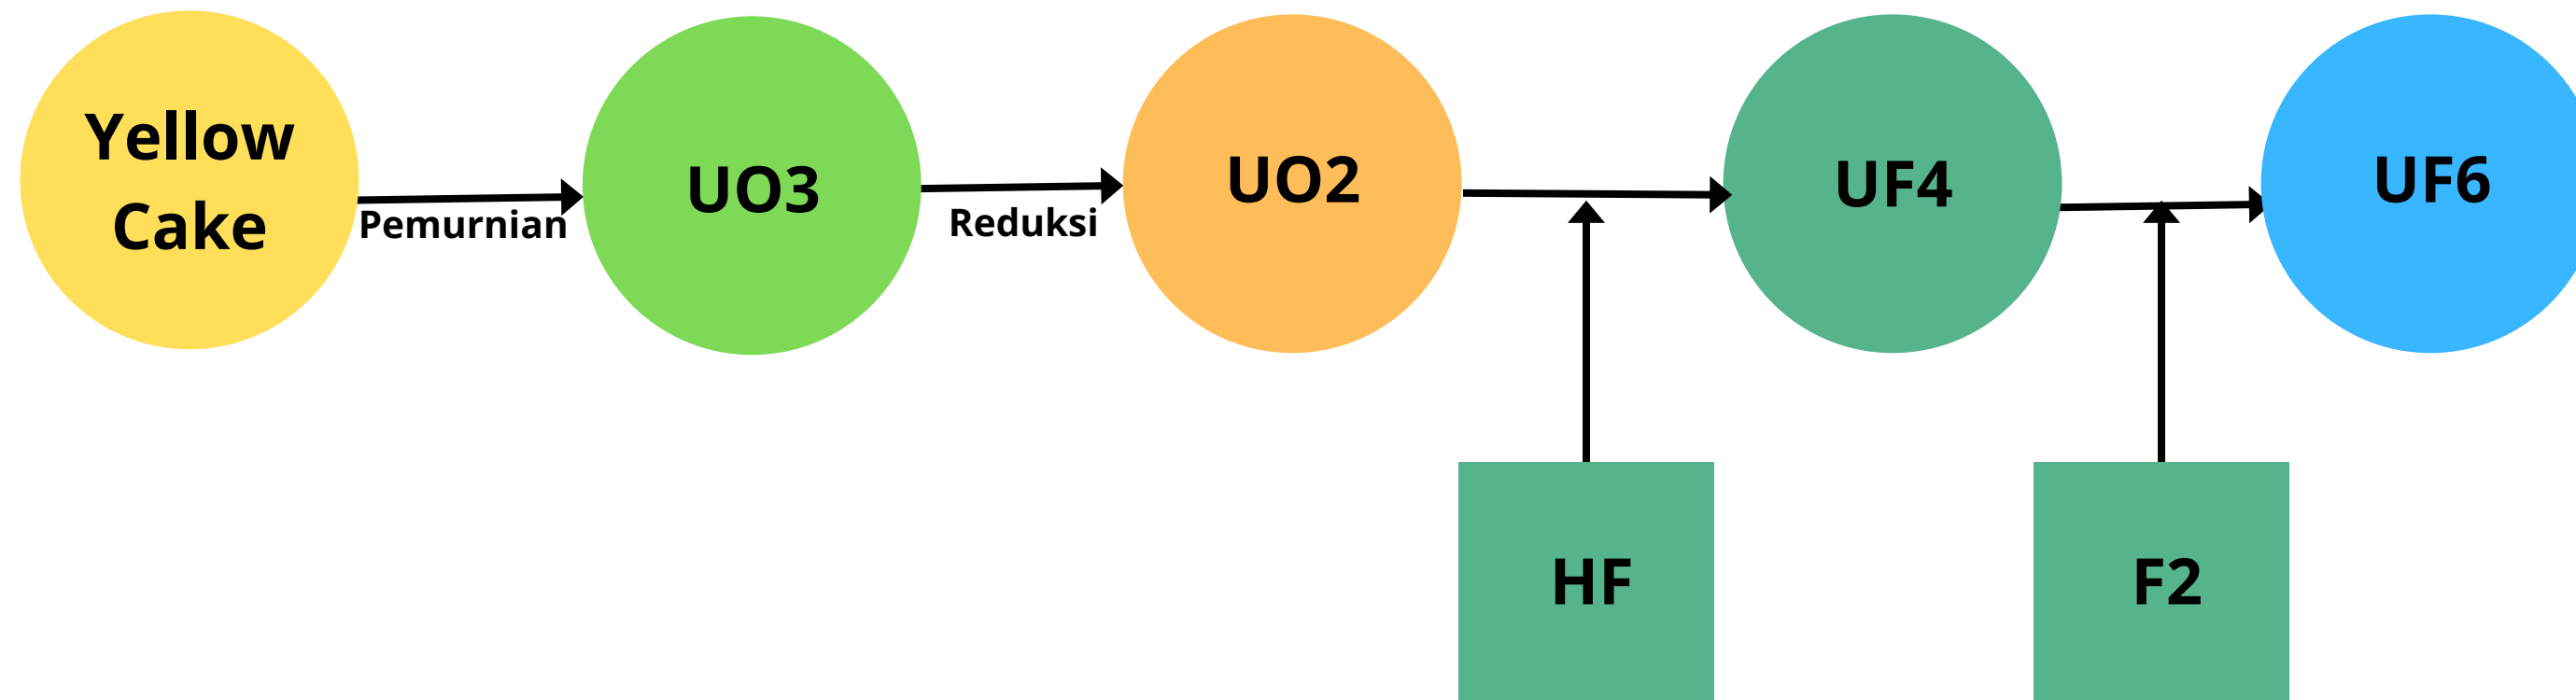 Yellow
Cake
Pemurnian
UO3
Reduksi
UO2
UF4
UF6
HF
F2